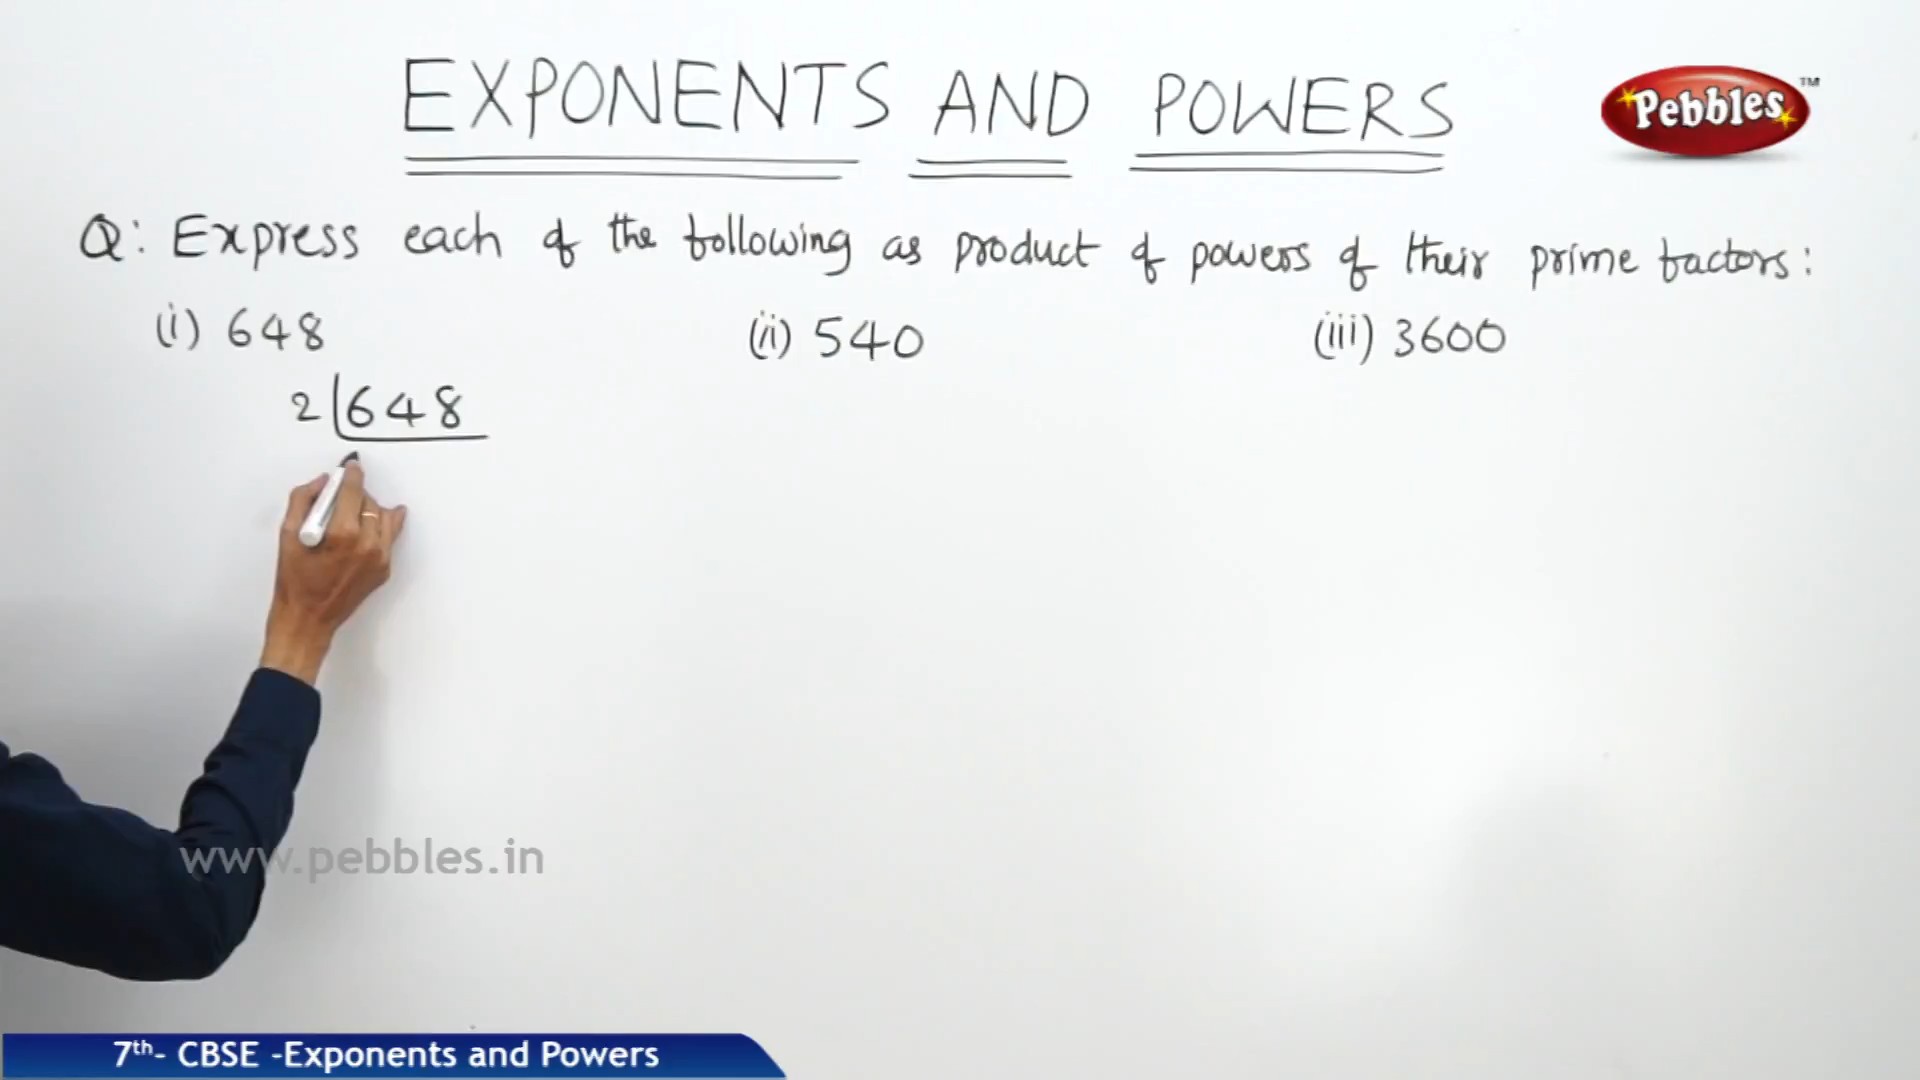 EXPONENTS AND POWERS
Pebbles™
Q: Express each of the following as product of powers of their prime factors:
(i) 648 (ii) 540 (iii) 3600
2 648
www.pebbles.in
7th- CBSE -Exponents and Powers